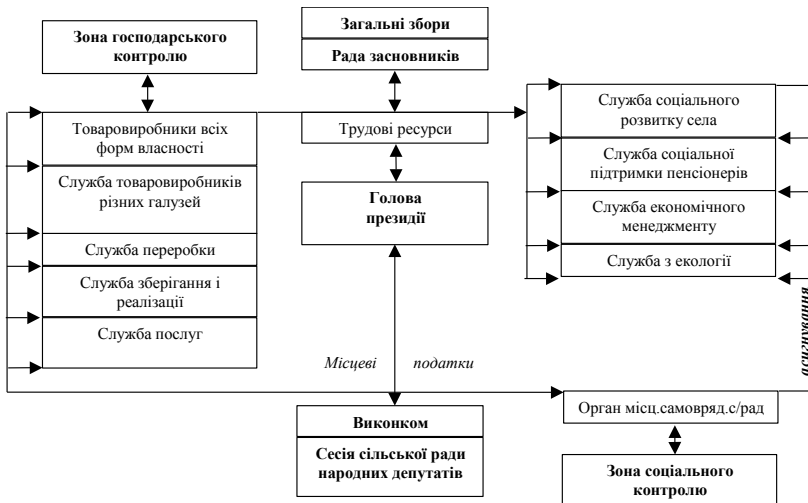 Зона господарського
контролю
Загальні збори
Рада засновників
Товаровиробники всіх
форм власності
Служба товаровиробників
різних галузей
Служба переробки
Служба зберігання і
реалізації
Служба послуг
Трудові ресурси
Голова
президії
Служба соціального
розвитку села
Служба соціальної
підтримки пенсіонерів
Служба економічного
менеджменту
Служба з екології
асигнування
Місцеві податки
Виконком
Сесія сільської ради
народних депутатів
Орган місц.самовряд.с/рад
Зона соціального
контролю